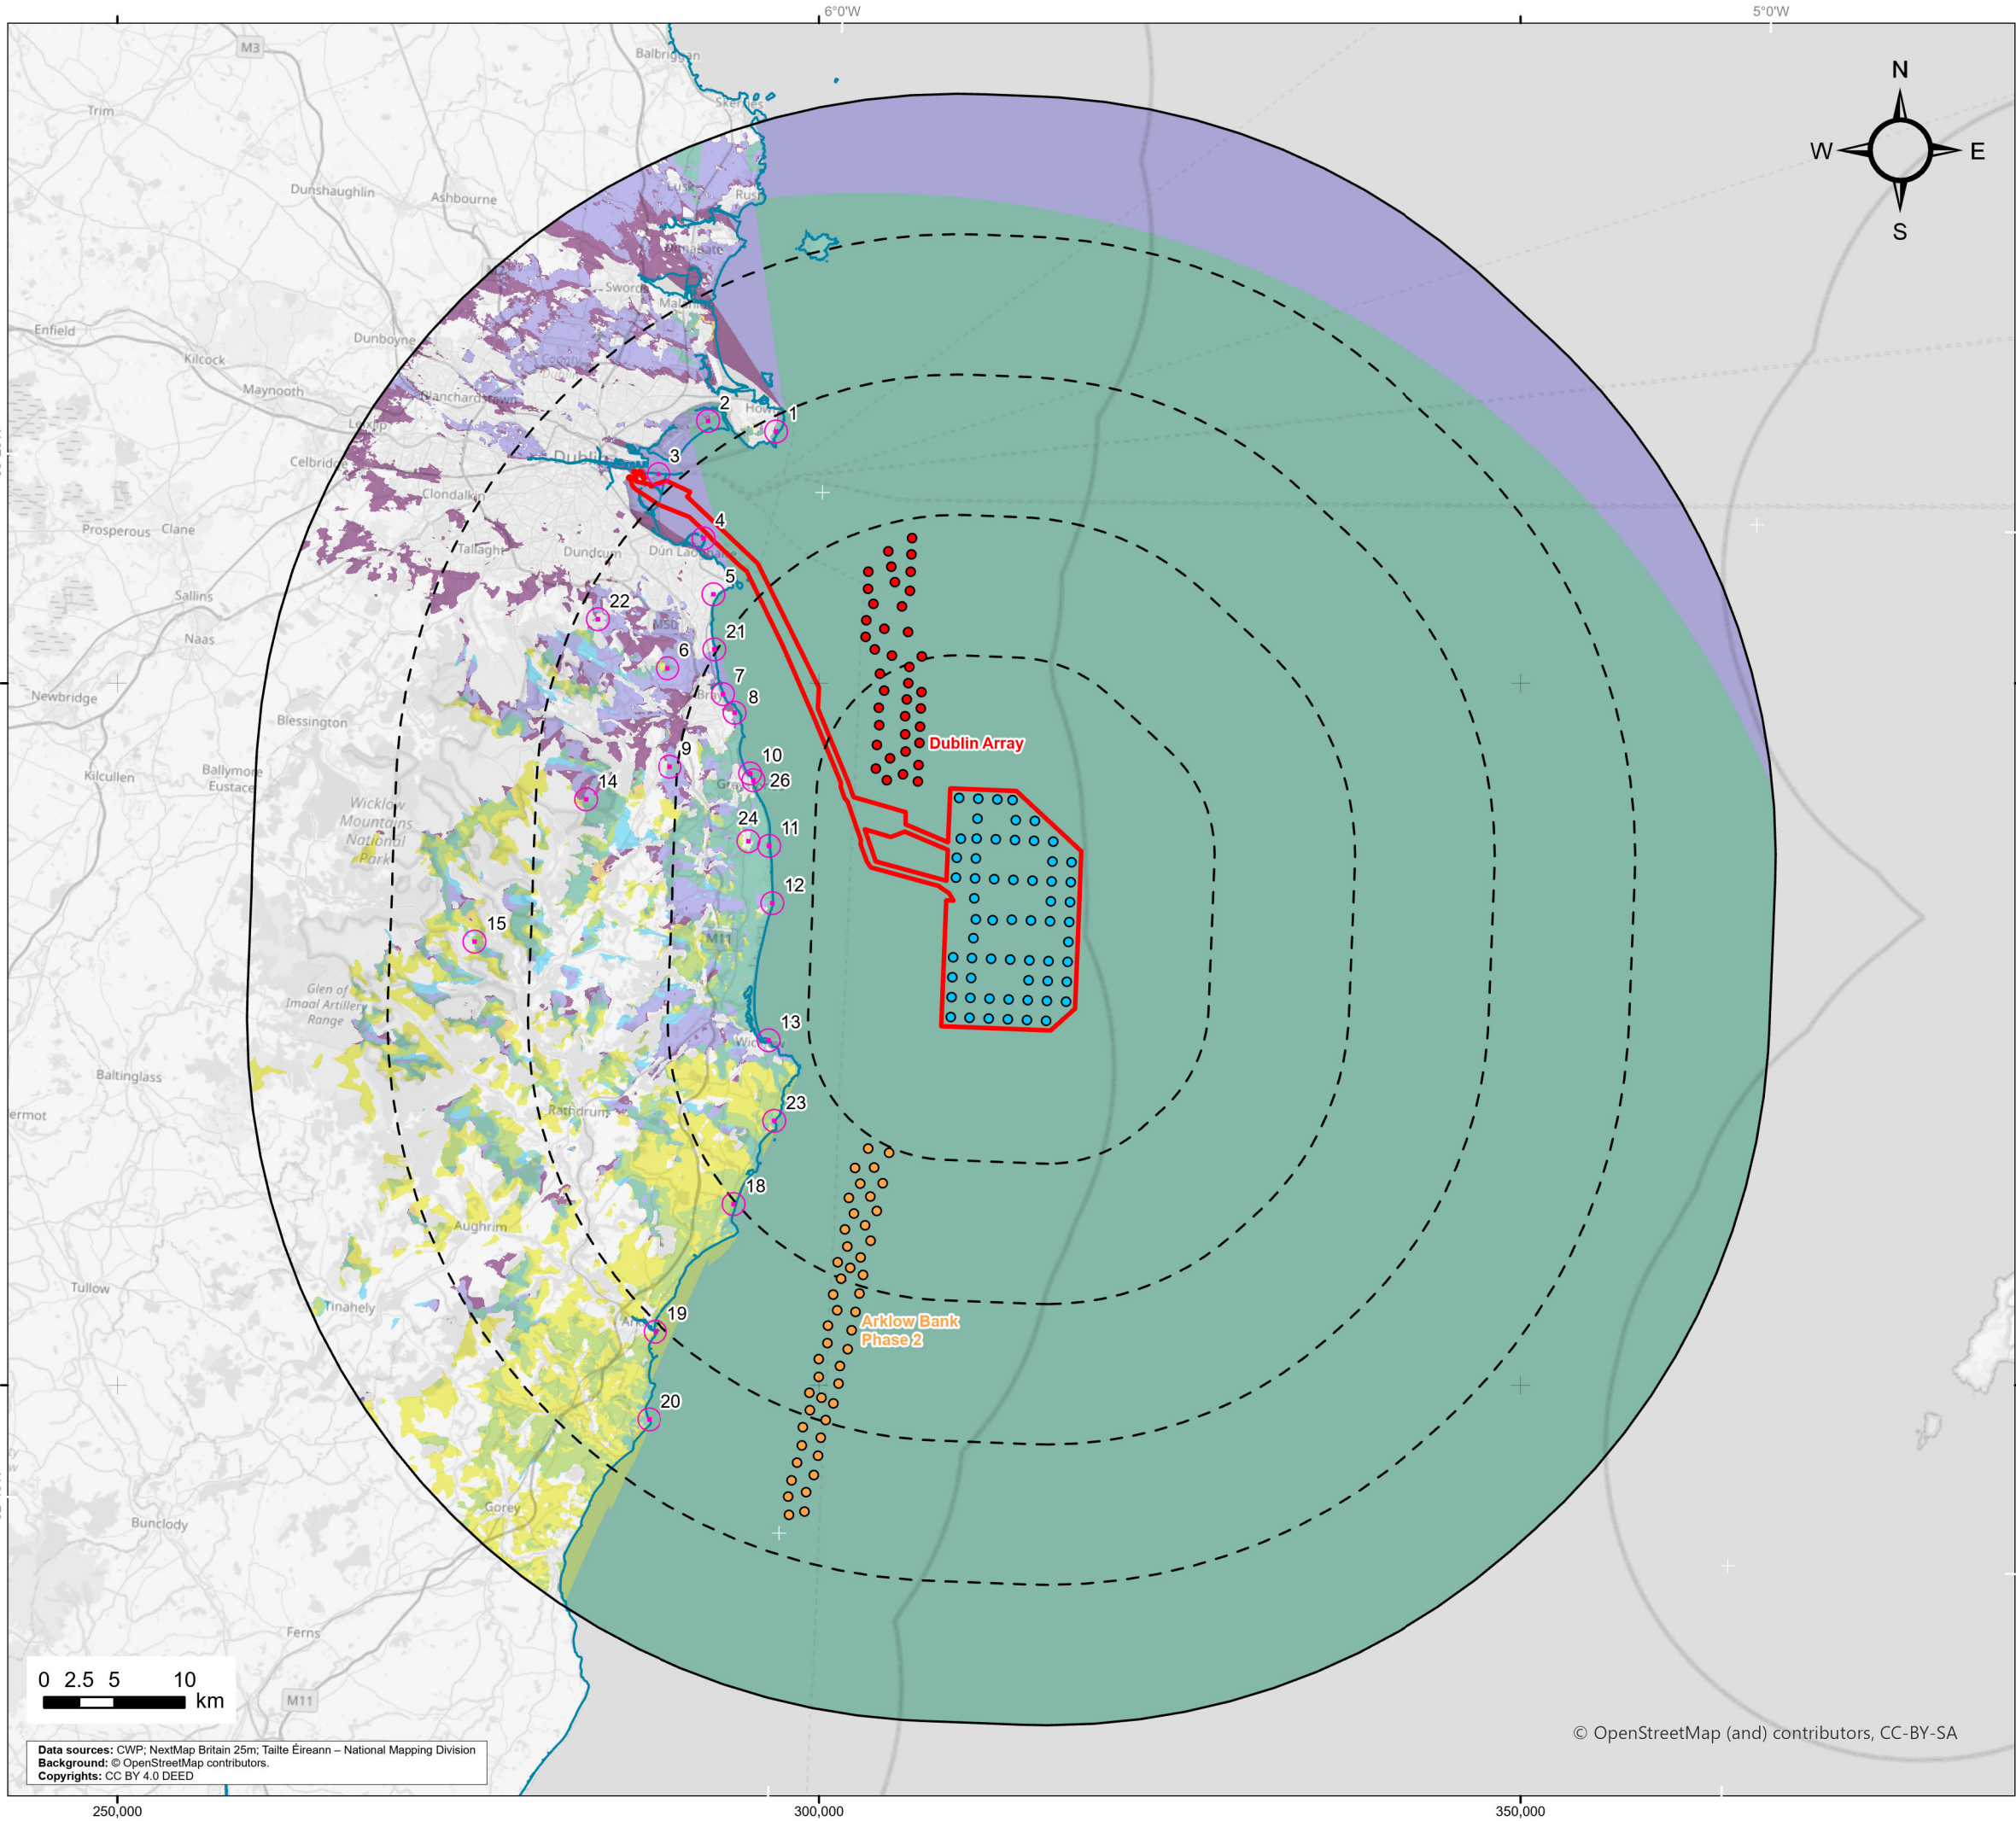 6°0'W
5°0'W
M3
Balbriggan
Trim
Skerries
N
W
E
S
Dunshaughlin
Ashbourne
Lusk
Rush
Donabate
Swords
Enfield
Dunboyne
Kilcock
County
Dublin
Maynooth
Blanchardstown
2
1
Leixlip
Celbridge
Dublin
3
Clondalkin
4
Prosperous
Clane
Tallaght
Dundrum
Dún Laoghaire
5
Sallins
22
M50
21
Naas
6
7
Newbridge
Bray
8
Blessington
Dublin Array
9
10
Kilcullen
Ballymore
Eustace
14
26
Wicklow
Mountains
National
Park
24
11
12
15
M11
Glen of
Imaal Artillery
Range
13
Wicklow
Baltinglass
23
Rathdrum
18
Aughrim
Tullow
Tinahely
19
Arklow Bank
Phase 2
20
Gorey
Bunclody
Ferns
0 2.5 5 10
km
M11
© OpenStreetMap (and) contributors, CC-BY-SA
Data sources: CWP; NextMap Britain 25m; Tailte Éireann – National Mapping Division
Background: © OpenStreetMap contributors.
Copyrights: CC BY 4.0 DEED
250,000
300,000
350,000